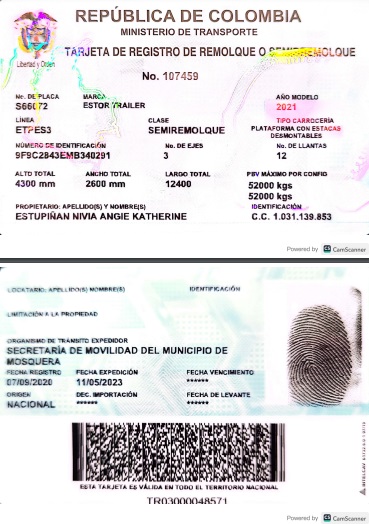 REPÚBLICA DE COLOMBIA
MINISTERIO DE TRANSPORTE
Libertad y Orden
TARJETA DE REGISTRO DE REMOLQUE O SEMIREMOLQUE
No. 107459
No. DE PLACA MARCA AÑO MODELO
S66072 ESTOR TRAILER 2021
LÍNEA CLASE TIPO CARROCERÍA
ETPES3 SEMIREMOLQUE PLATAFORMA CON ESTACAS
DESMONTABLES
NÚMERO DE IDENTIFICACIÓN No. DE EJES No. DE LLANTAS
9F9C2843EMB340291 3 12
ALTO TOTAL ANCHO TOTAL LARGO TOTAL PBV MÁXIMO POR CONFIG
4300 mm 2600 mm 12400 52000 kgs
52000 kgs
PROPIETARIO: APELLIDO(S) Y NOMBRE(S) IDENTIFICACIÓN
ESTUPIÑAN NIVIA ANGIE KATHERINE C.C. 1.031.139.853
Powered by CS CamScanner
LOCATARIO: APELLIDO(S) NOMBRE(S) IDENTIFICACIÓN
LIMITACIÓN A LA PROPIEDAD
ORGANISMO DE TRÁNSITO EXPEDIDOR
SECRETARÍA DE MOVILIDAD DEL MUNICIPIO DE
MOSQUERA
FECHA REGISTRO FECHA EXPEDICIÓN FECHA VENCIMIENTO
07/09/2020 11/05/2023 ******
ORIGEN DEC. IMPORTACIÓN FECHA DE LEVANTE
NACIONAL ****** ******
ESTA TARJETA ES VÁLIDA EN TODO EL TERRITORIO NACIONAL
TR03000048571
Powered by CS CamScanner